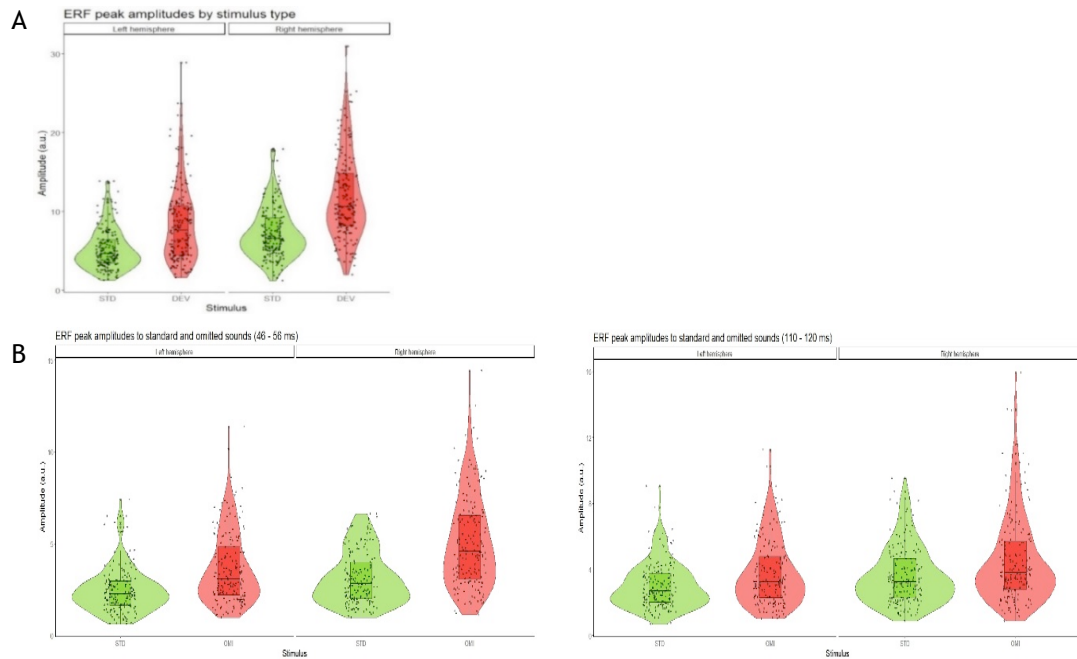 A
ERF peak amplitudes by stimulus type
Left hemisphere
Right hemisphere
Amplitude (a.u.)
30
20
10
0
STD
DEV
STD
DEV
Stimulus
B
ERF peak amplitudes to standard and omitted sounds (46 - 56 ms)
Left hemisphere
Right hemisphere
Amplitude (a.u.)
10
5
0
STD
OMI
STD
OMI
Stimulus
ERF peak amplitudes to standard and omitted sounds (110 - 120 ms)
Left hemisphere
Right hemisphere
Amplitude (a.u.)
16
12
8
4
0
STD
OMI
STD
OMI
Stimulus